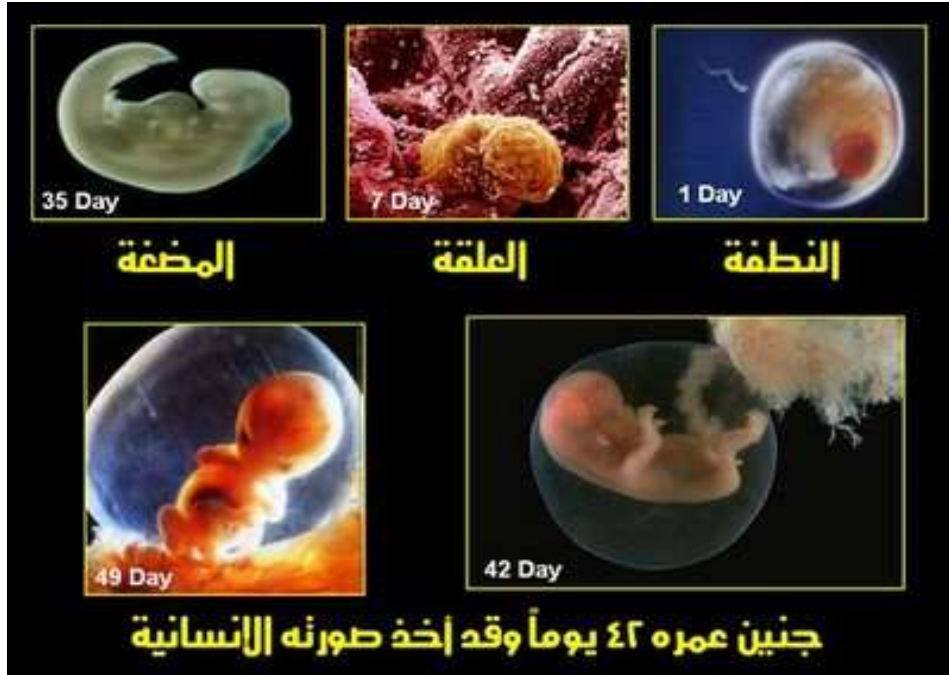 1 Day
7 Day
35 Day
النطفة
العلقة
المضغة
42 Day
49 Day
جنين عمره ٤٢ يوماً وقد أخذ صورته الانسانية